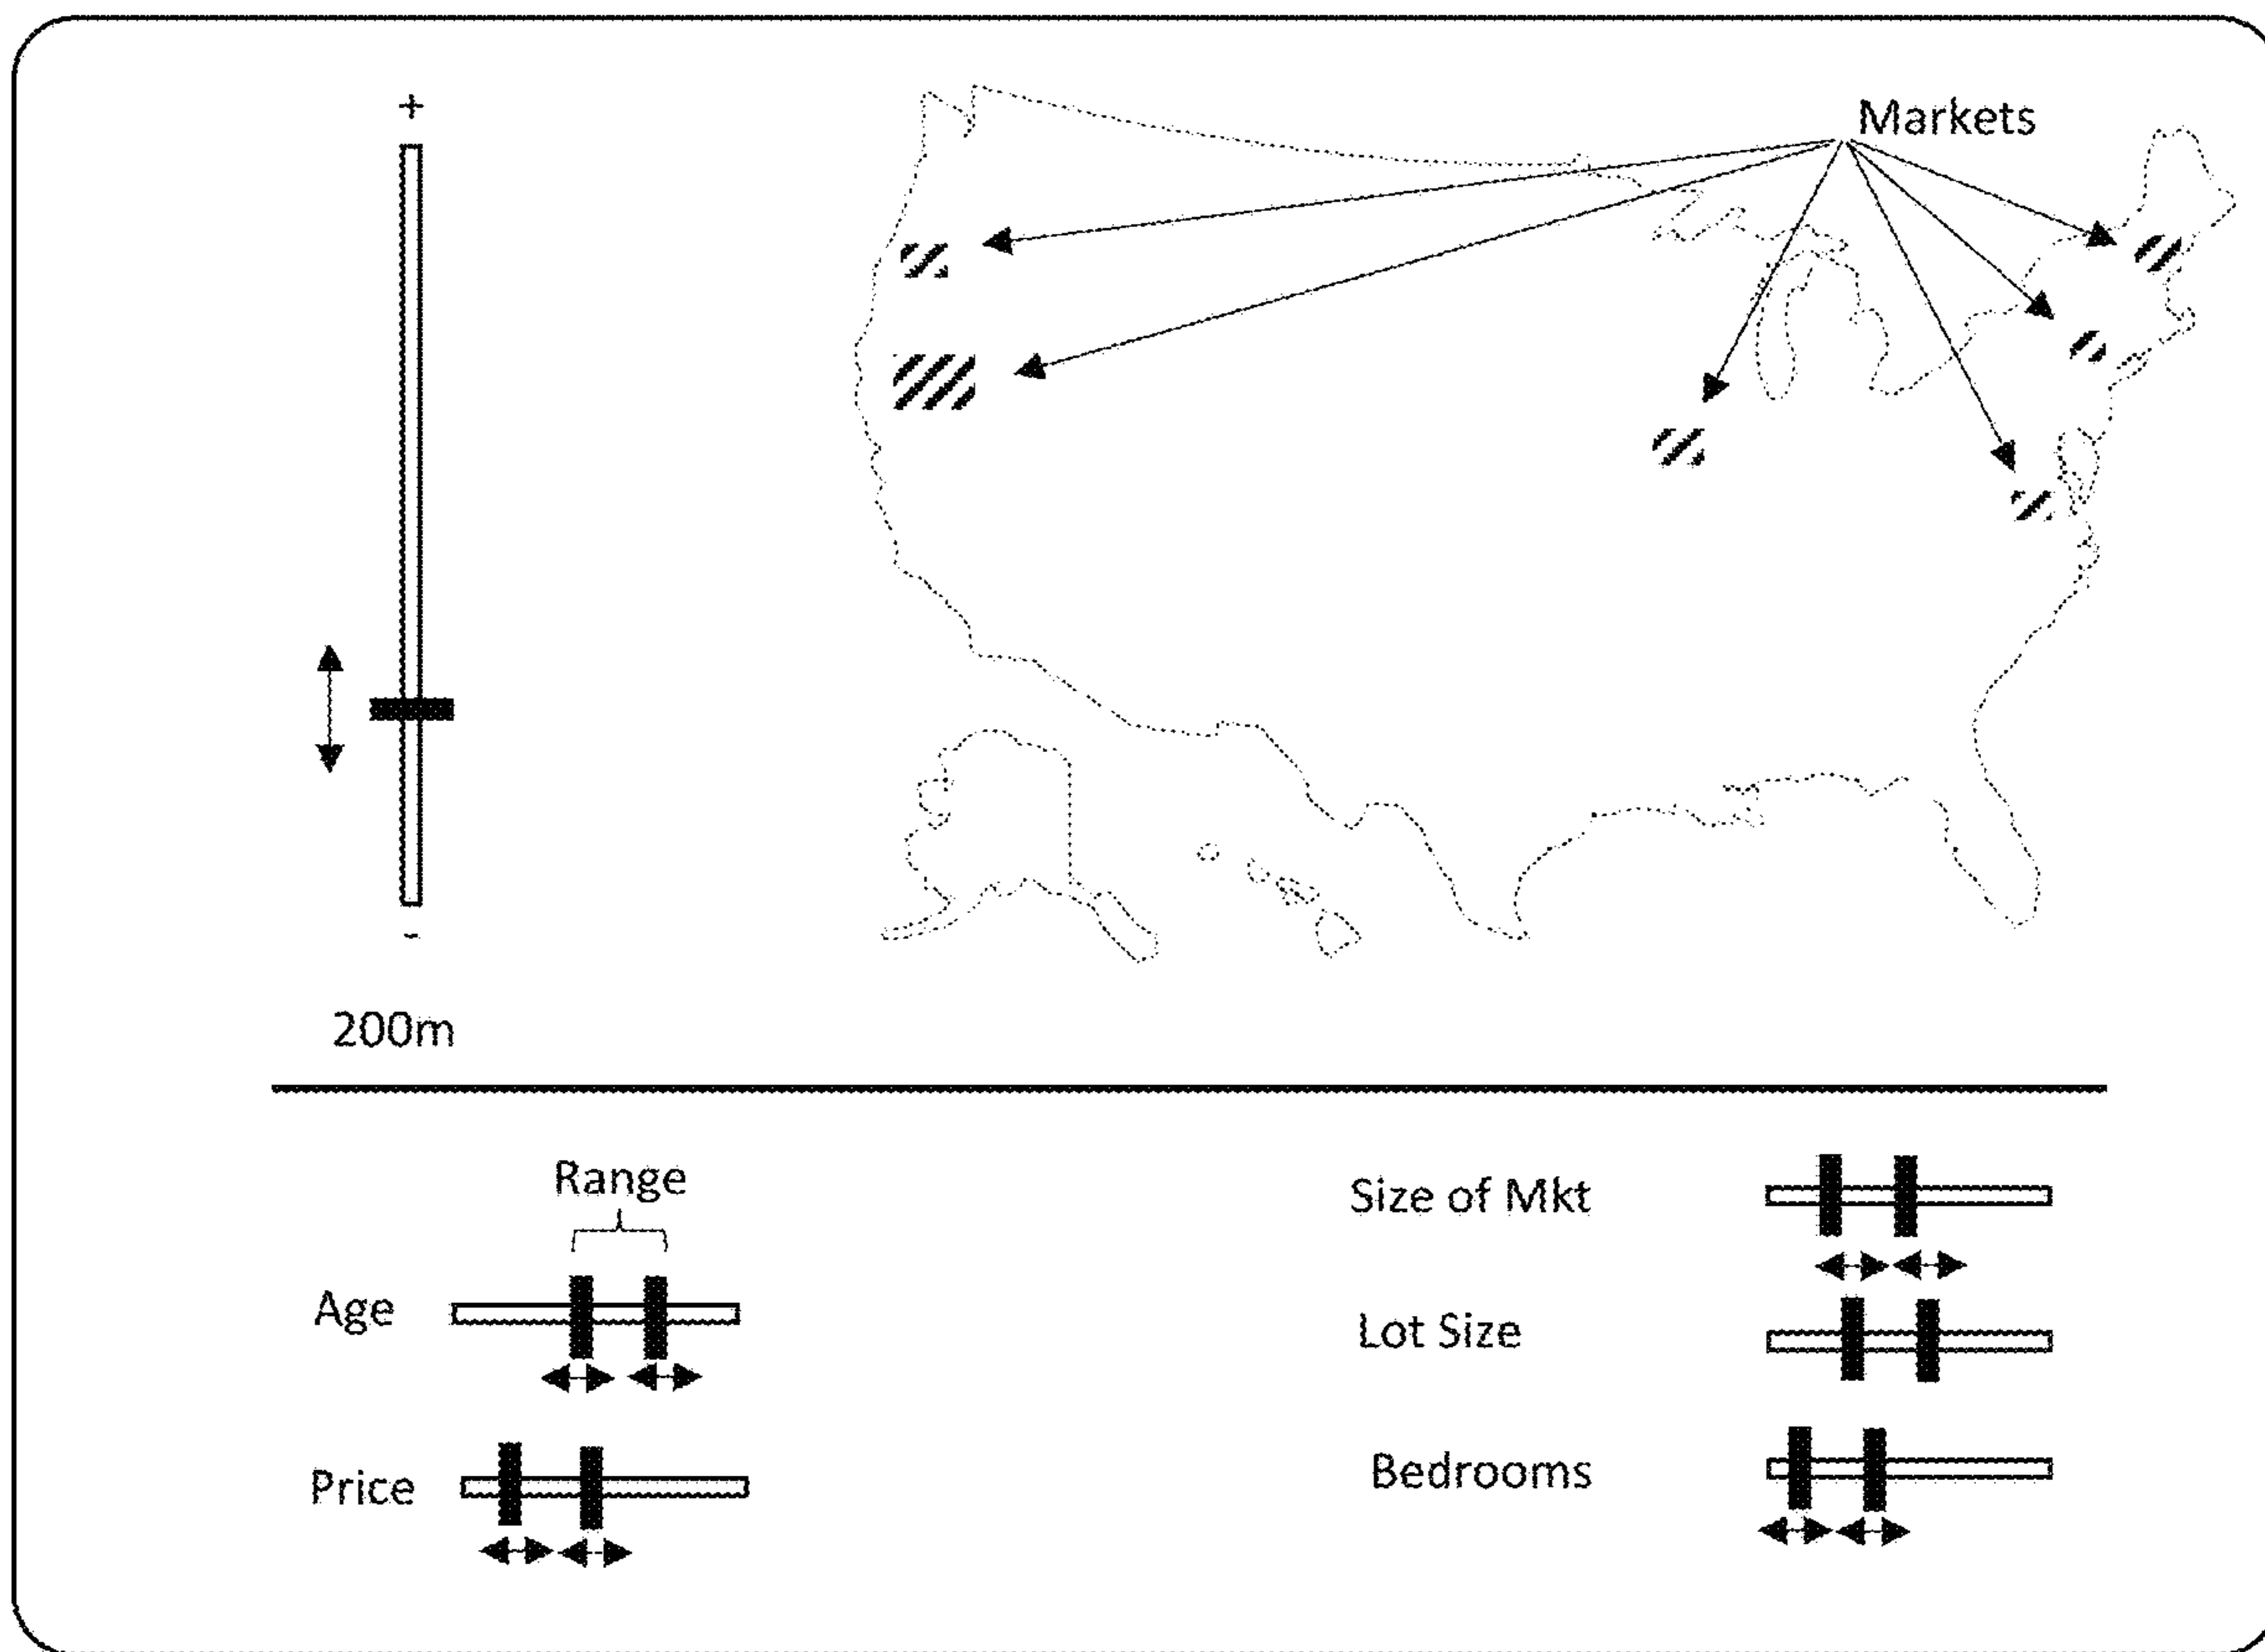 +
Markets
-
200m
Range
Age
Price
Size of Mkt
Lot Size
Bedrooms